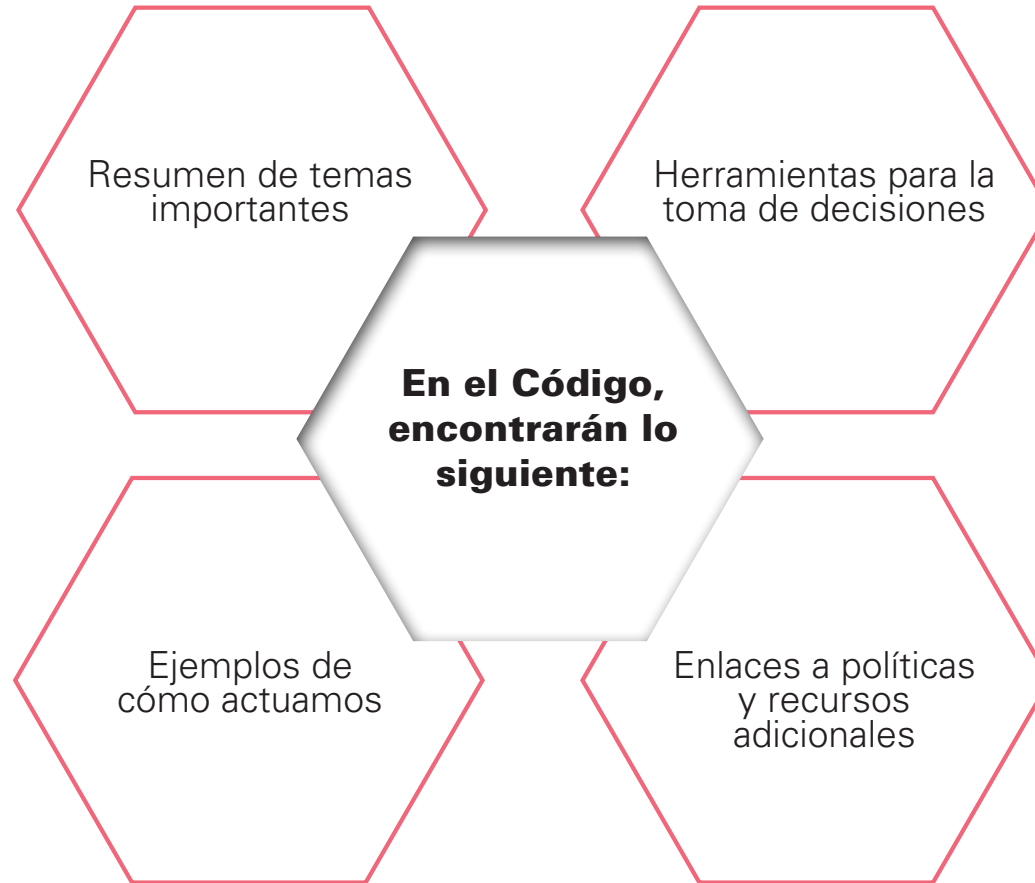 Resumen de temas
importantes
Herramientas para la
toma de decisiones
En el Código,
encontrarán lo
siguiente:
Ejemplos de
cómo actuamos
Enlaces a políticas
y recursos
adicionales